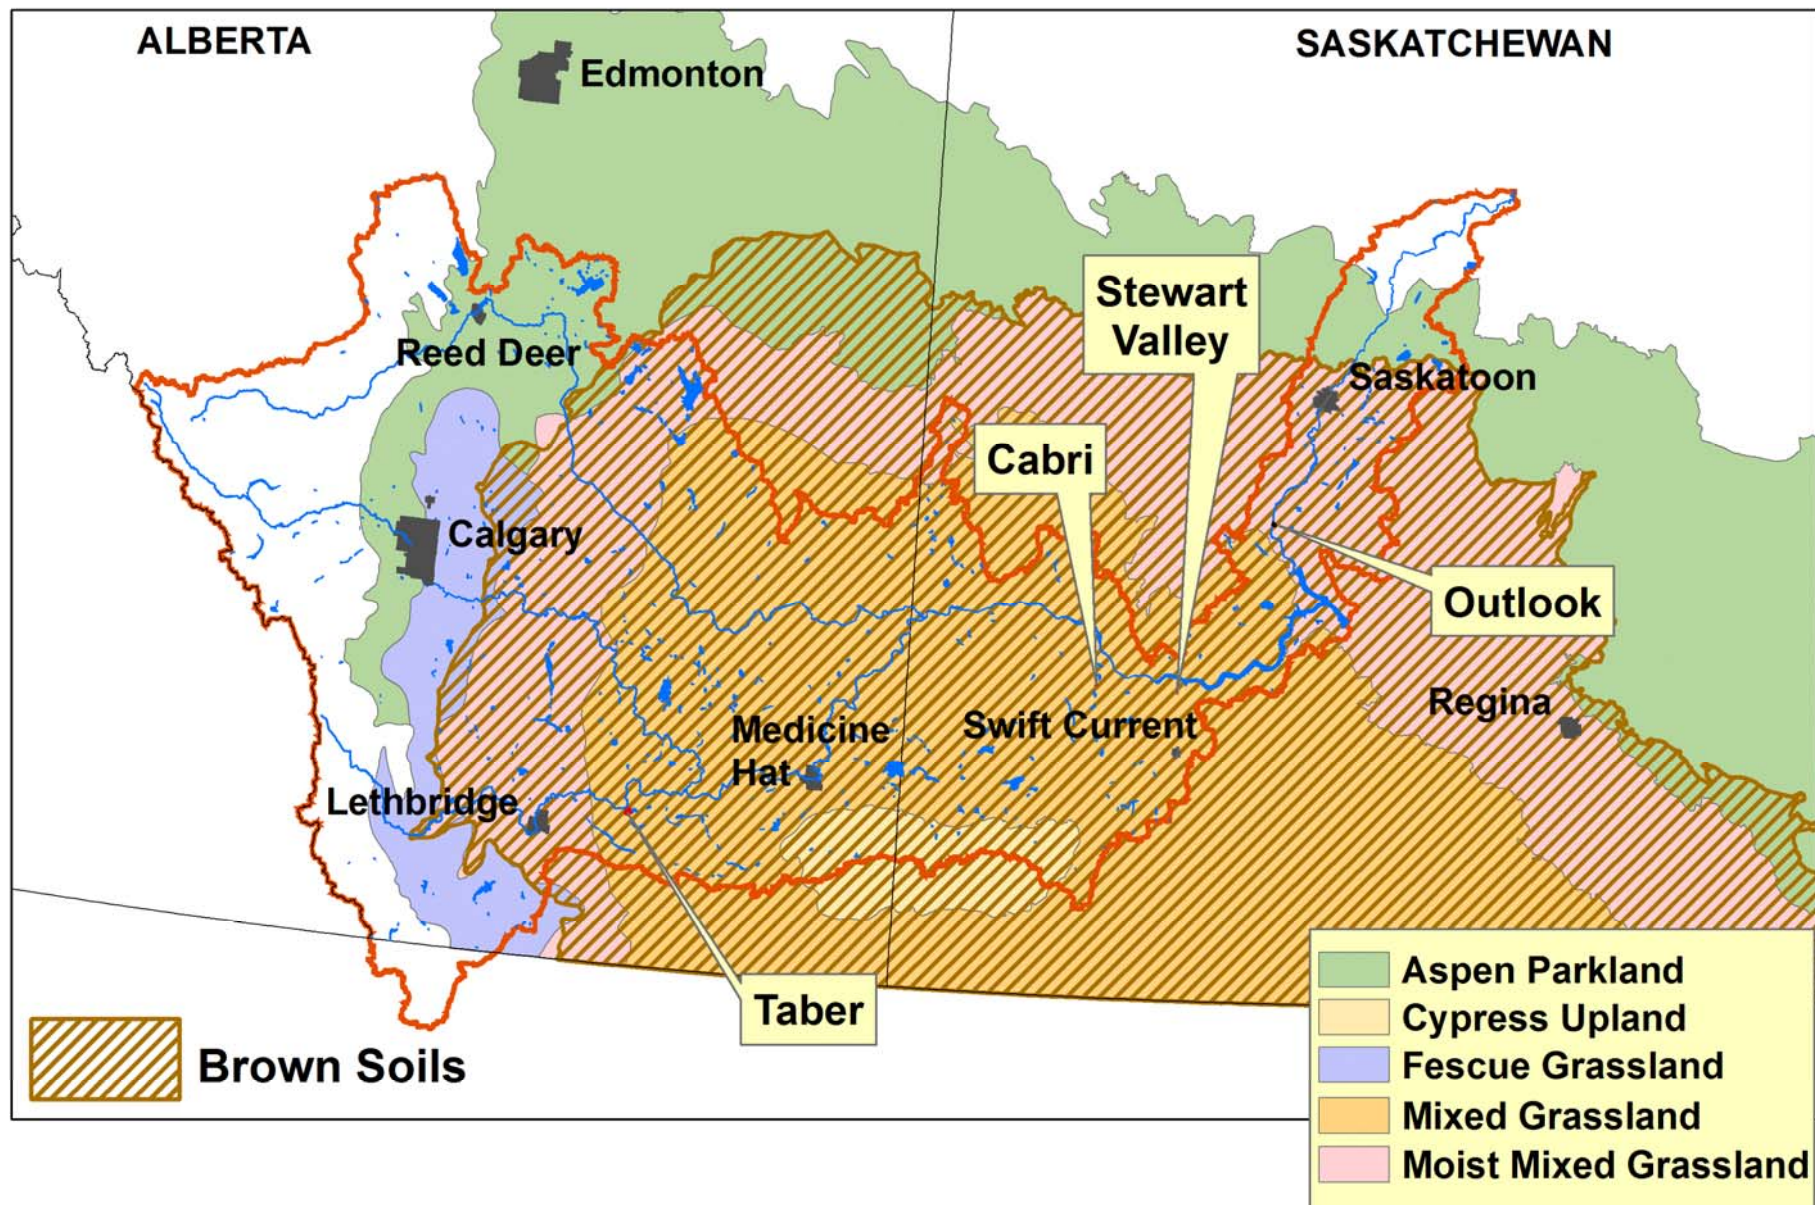 ALBERTA
SASKATCHEWAN
Edmonton
Stewart
Valley
Reed Deer
Saskatoon
Cabri
Calgary
Outlook
Regina
Medicine
Hat
Swift Current
Lethbridge
Taber
Brown Soils
Aspen Parkland
Cypress Upland
Fescue Grassland
Mixed Grassland
Moist Mixed Grassland